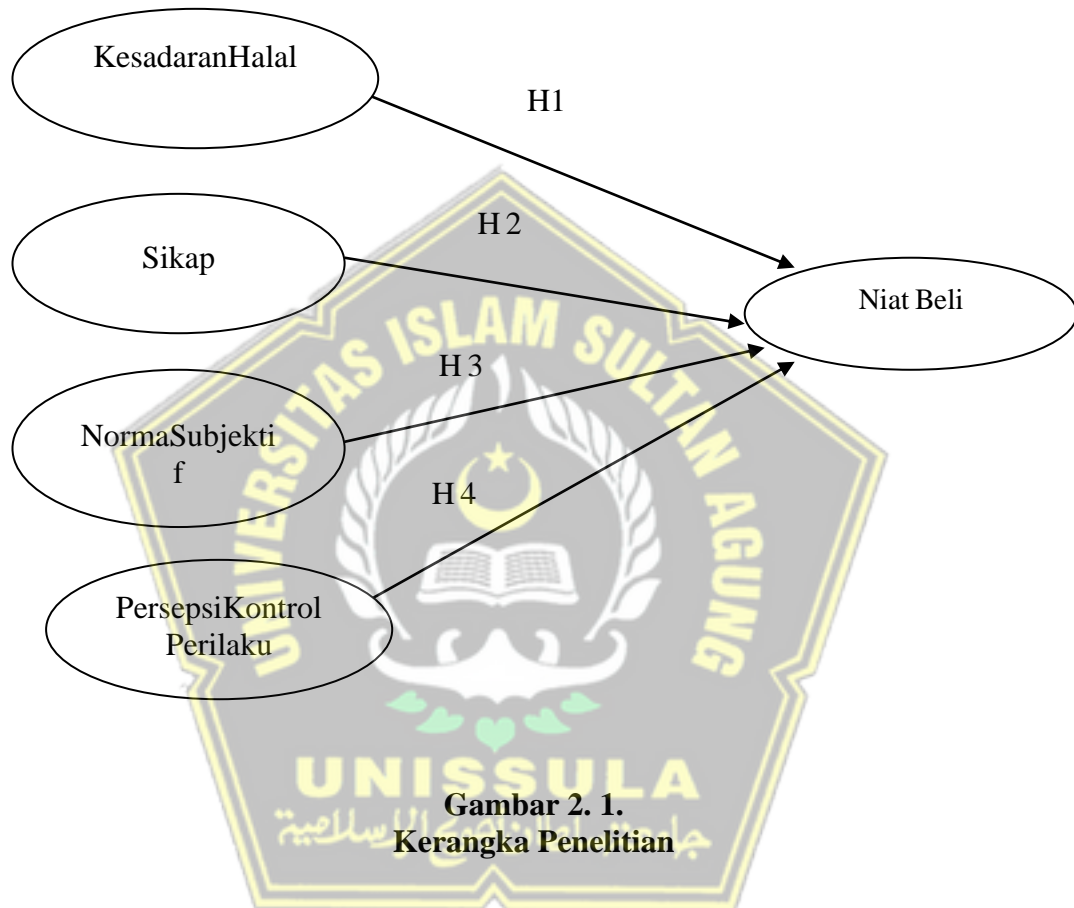 KesadaranHalal
H1
H 2
Sikap
Niat Beli
UNIVERSITAS ISLAM SULTAN AGUNG
H 3
NormaSubjekti
f
H 4
PersepsiKontrol
Perilaku
UNISSULA
Gambar 2. 1.
Kerangka Penelitian